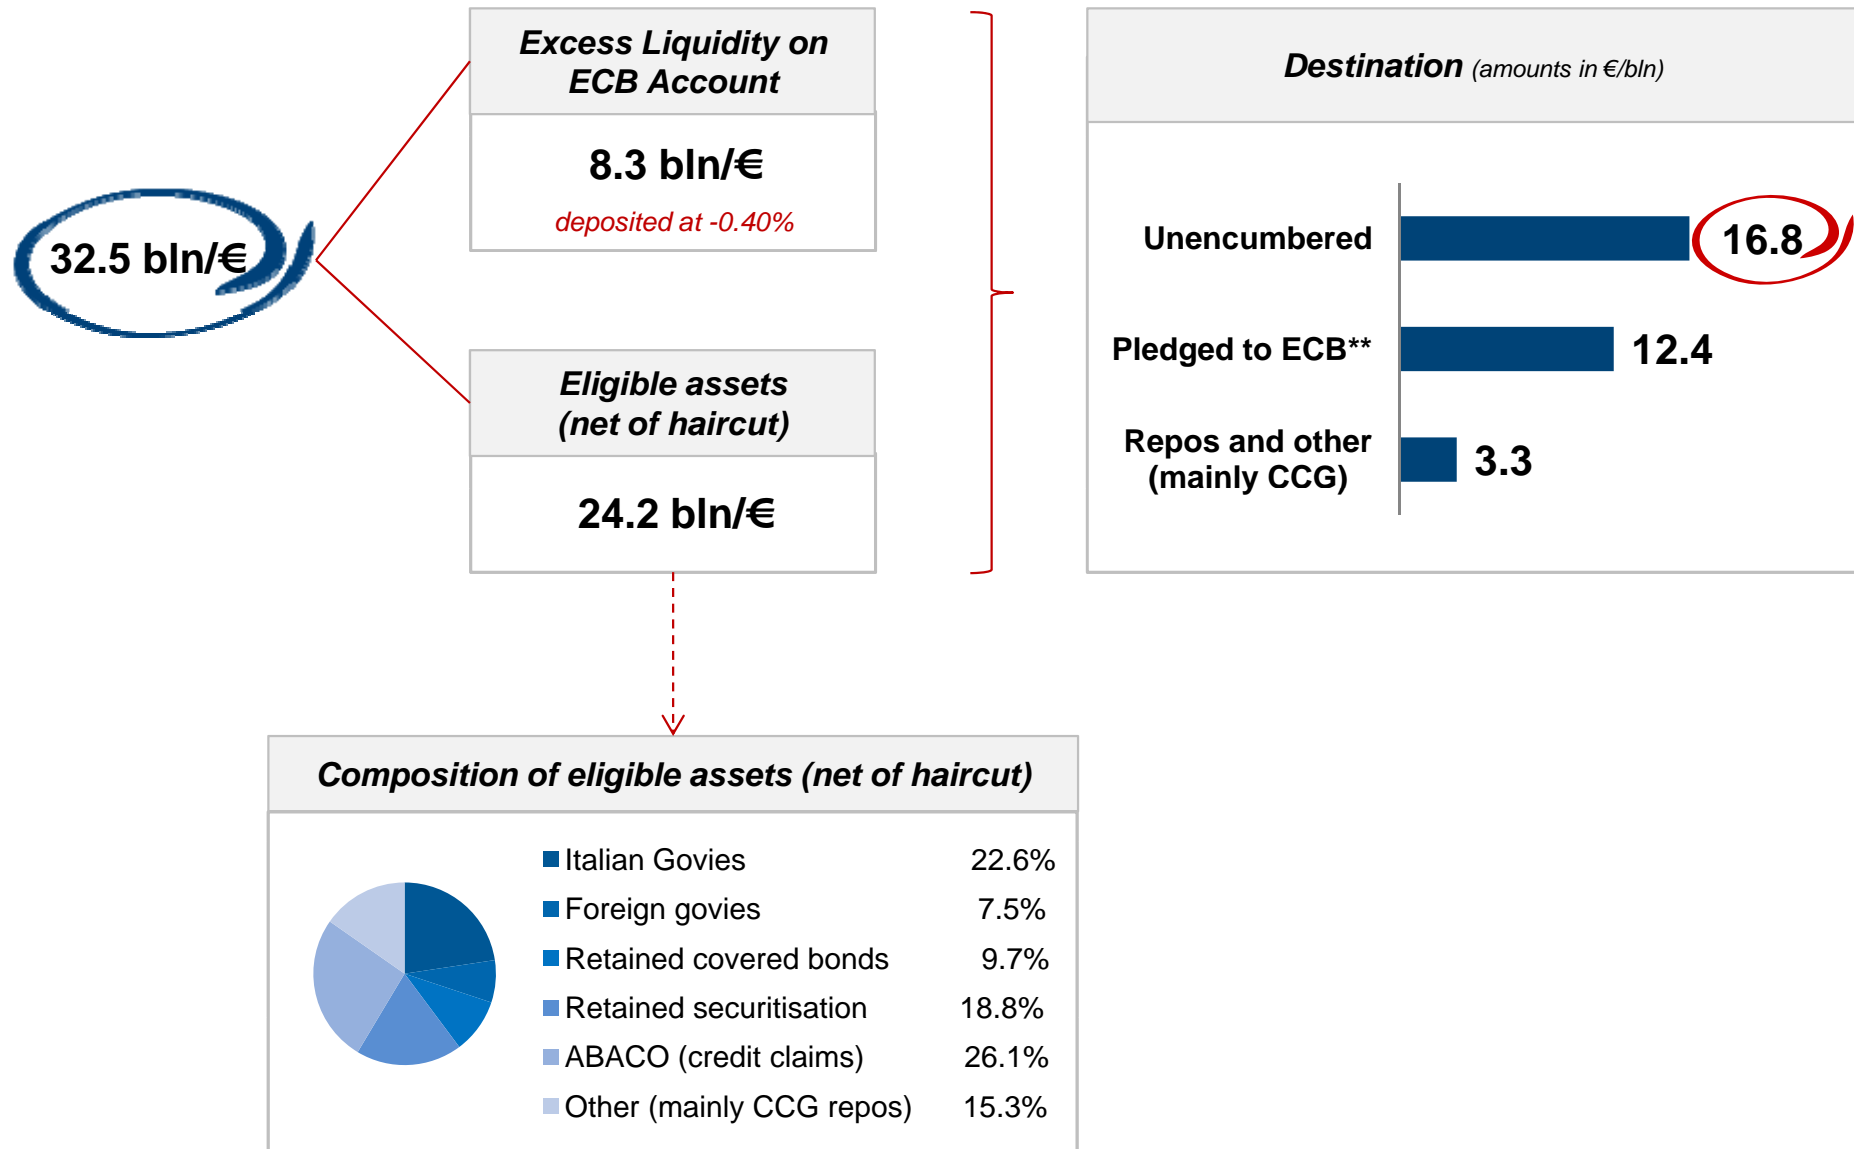 32.5 bln/€
Excess Liquidity on
ECB Account
8.3 bln/€
deposited at -0.40%
Eligible assets
(net of haircut)
24.2 bln/€
Destination (amounts in €/bln)
Unencumbered 16.8
Pledged to ECB** 12.4
Repos and other
(mainly CCG) 3.3
Composition of eligible assets (net of haircut)
Italian Govies 22.6%
Foreign govies 7.5%
Retained covered bonds 9.7%
Retained securitisation 18.8%
ABACO (credit claims) 26.1%
Other (mainly CCG repos) 15.3%